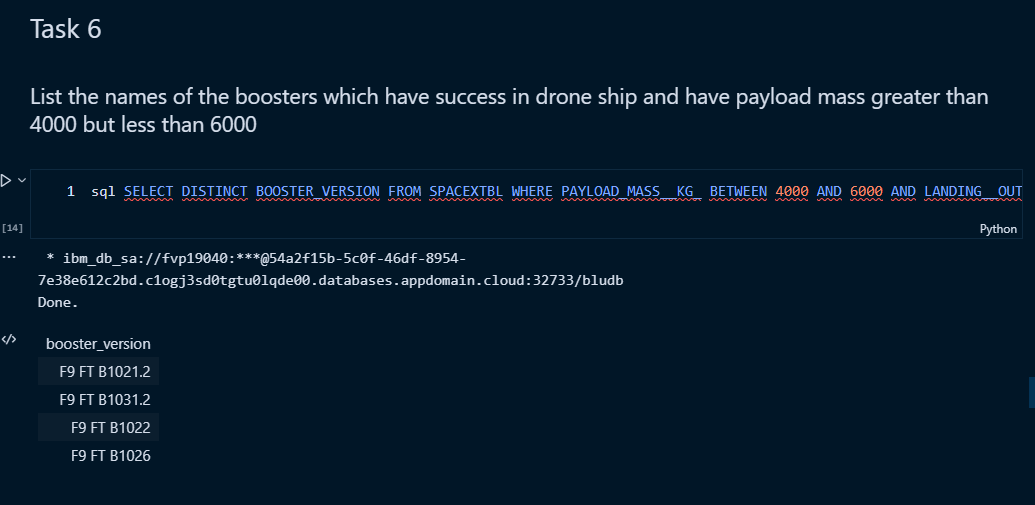 Task 6
List the names of the boosters which have success in drone ship and have payload mass greater than
4000 but less than 6000
1 sql SELECT DISTINCT BOOSTER_VERSION FROM SPACEXTBL WHERE PAYLOAD_MASS__KG_ BETWEEN 4000 AND 6000 AND LANDING__OUT
[14]
Python
* ibm_db_sa://fvp19040:***@54a2f15b-5c0f-46df-8954-
7e38e612c2bd.c1ogj3sd0tgtu0lqde00.databases.appdomain.cloud:32733/bludb
Done.
booster_version
F9 FT B1021.2
F9 FT B1031.2
F9 FT B1022
F9 FT B1026